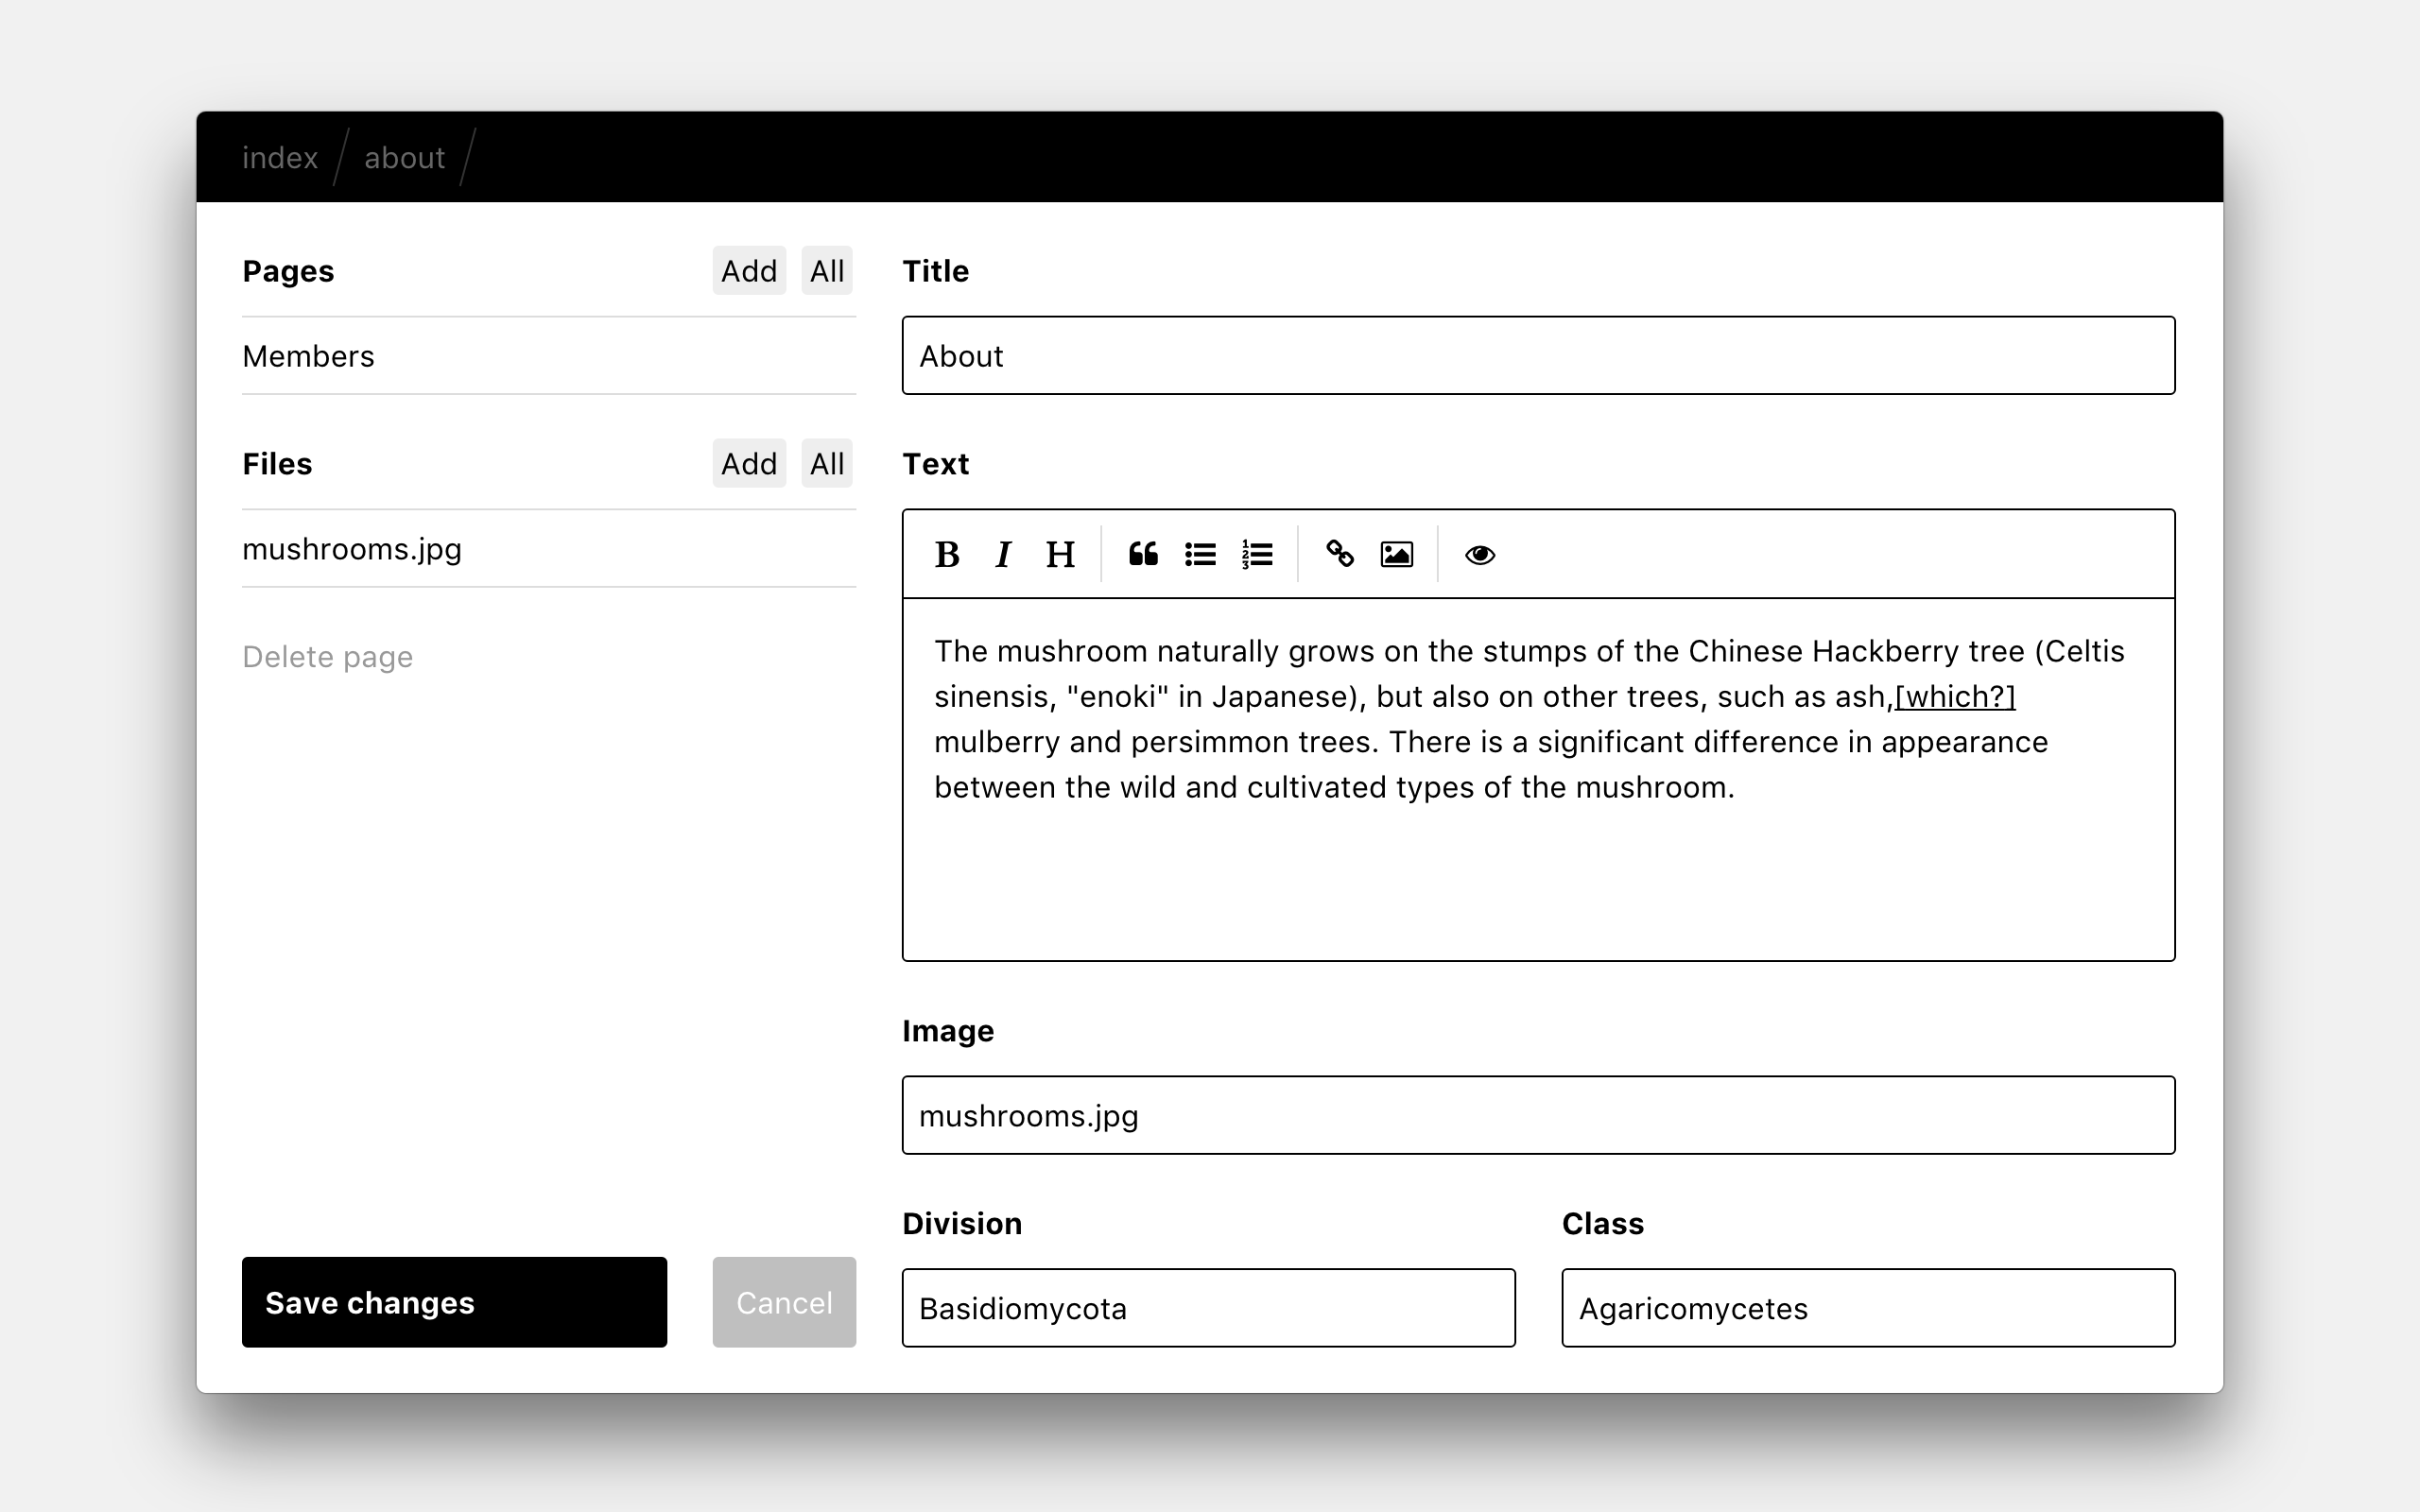 index / about /
Pages Add All
Members
Files Add All
mushrooms.jpg
Delete page
Save changes Cancel
Title
About
Text
B I H
The mushroom naturally grows on the stumps of the Chinese Hackberry tree (Celtis
sinensis, "enoki" in Japanese), but also on other trees, such as ash,[which?]
mulberry and persimmon trees. There is a significant difference in appearance
between the wild and cultivated types of the mushroom.
Image
mushrooms.jpg
Division Class
Basidiomycota Agaricomycetes